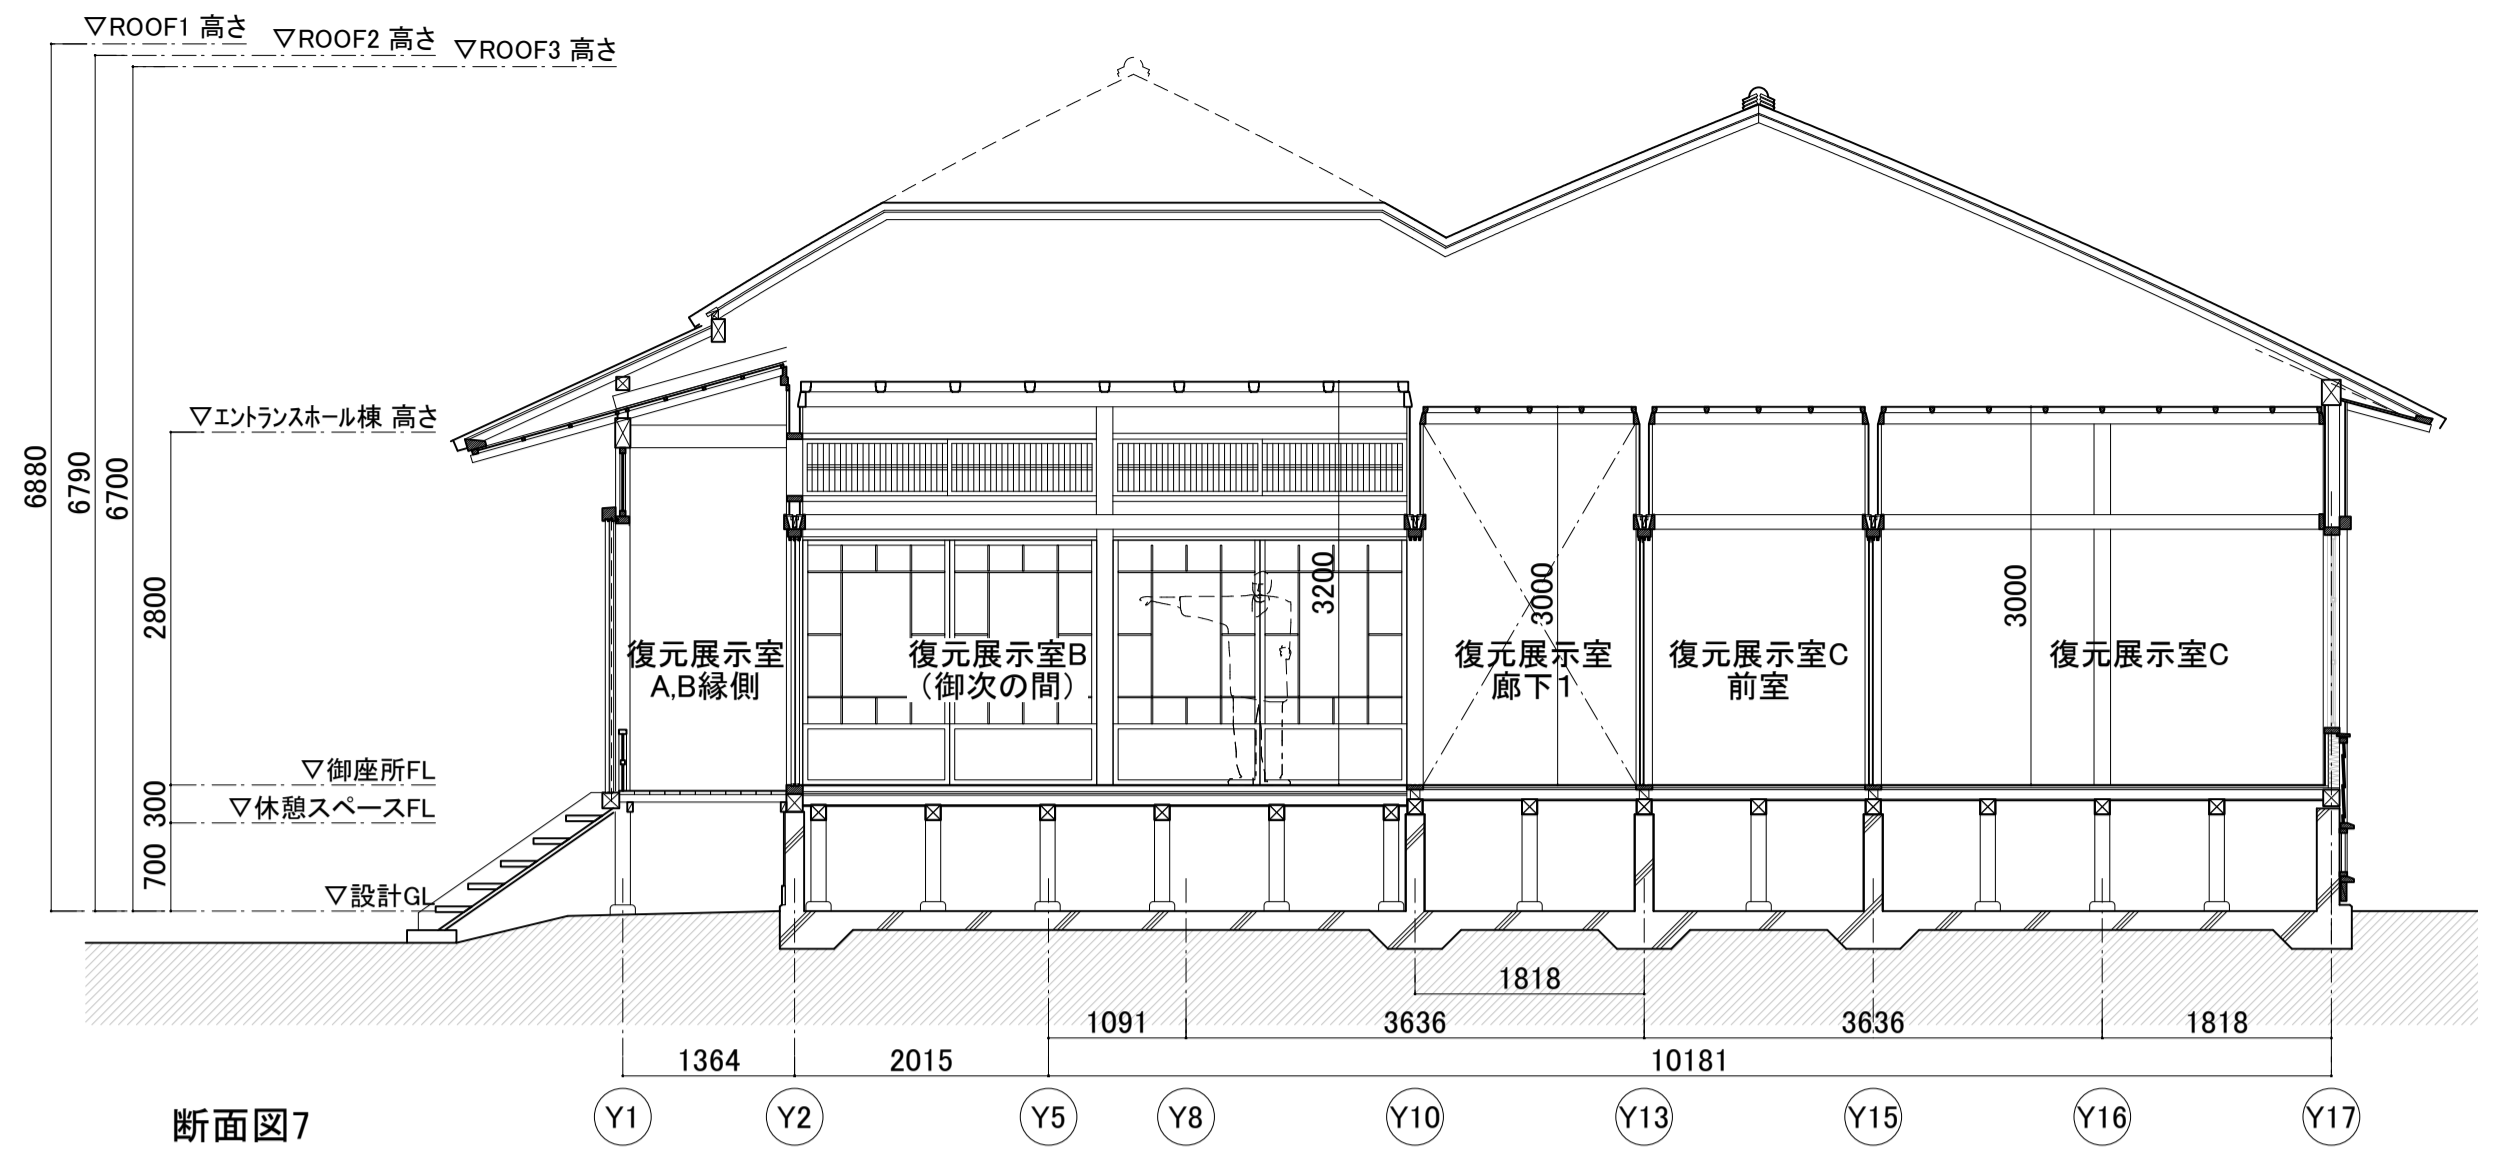 ▽ROOF1 高さ
▽ROOF2 高さ
▽ROOF3 高さ
▽エントランスホール棟 高さ
6880
6790
6700
2800
3200
3000
3000
復元展示室
A,B縁側
復元展示室B
（御次の間）
復元展示室
廊下1
復元展示室C
前室
復元展示室C
▽御座所FL
300
▽休憩スペースFL
700
▽設計GL
1818
1091
3636
3636
1818
1364
2015
10181
Y1
Y2
Y5
Y8
Y10
Y13
Y15
Y16
Y17
断面図7